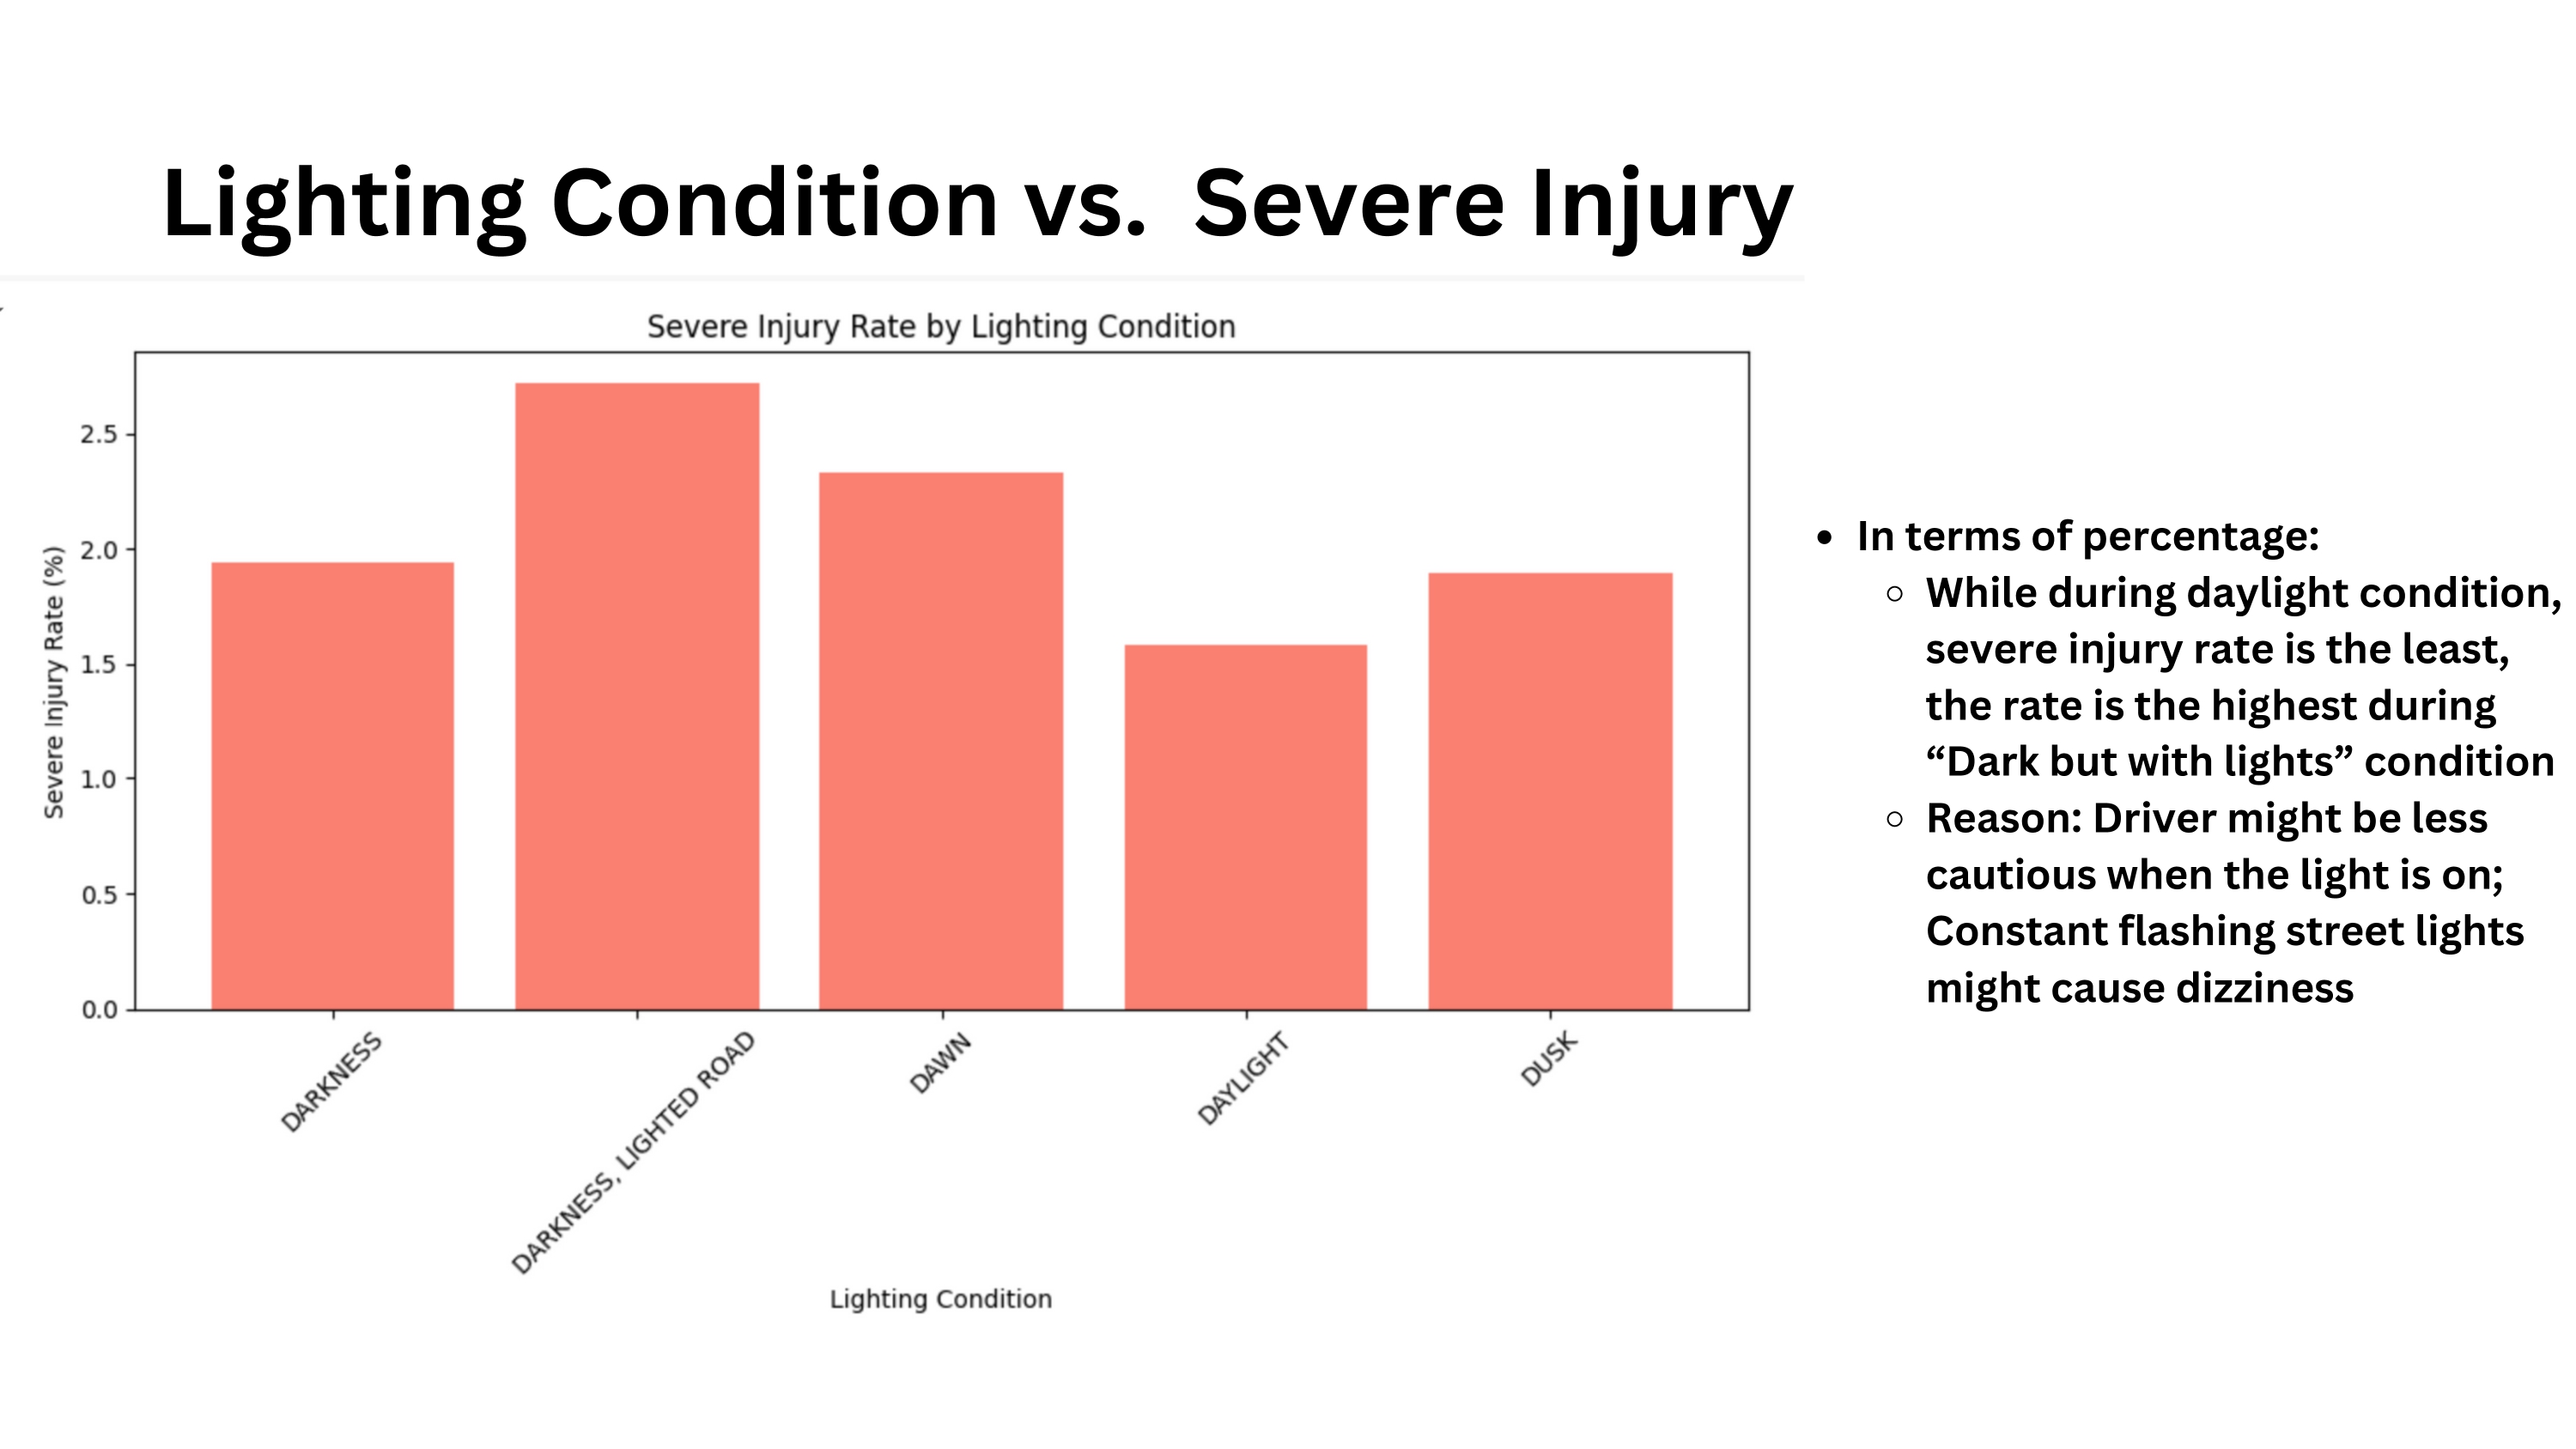 Lighting Condition vs.  Severe Injury
Severe Injury Rate by Lighting Condition
Severe Injury Rate (%)
2.5
2.0
1.5
1.0
0.5
0.0
DARKNESS
DARKNESS, LIGHTED ROAD
DAWN
DAYLIGHT
DUSK
Lighting Condition
• In terms of percentage:
○ While during daylight condition,
severe injury rate is the least,
the rate is the highest during
“Dark but with lights” condition
○ Reason: Driver might be less
cautious when the light is on;
Constant flashing street lights
might cause dizziness